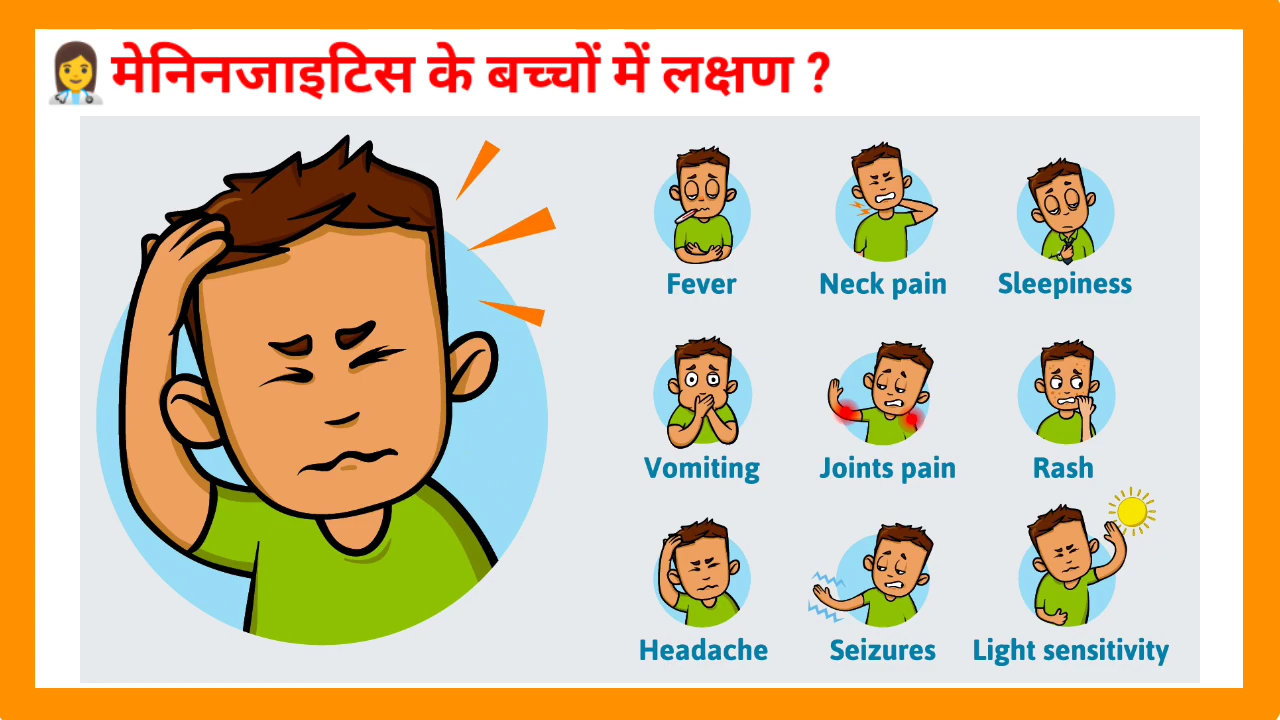 मेनिनजाइटिस के बच्चों में लक्षण ?
Fever
Neck pain
Sleepiness
Vomiting
Joints pain
Rash
Headache
Seizures
Light sensitivity